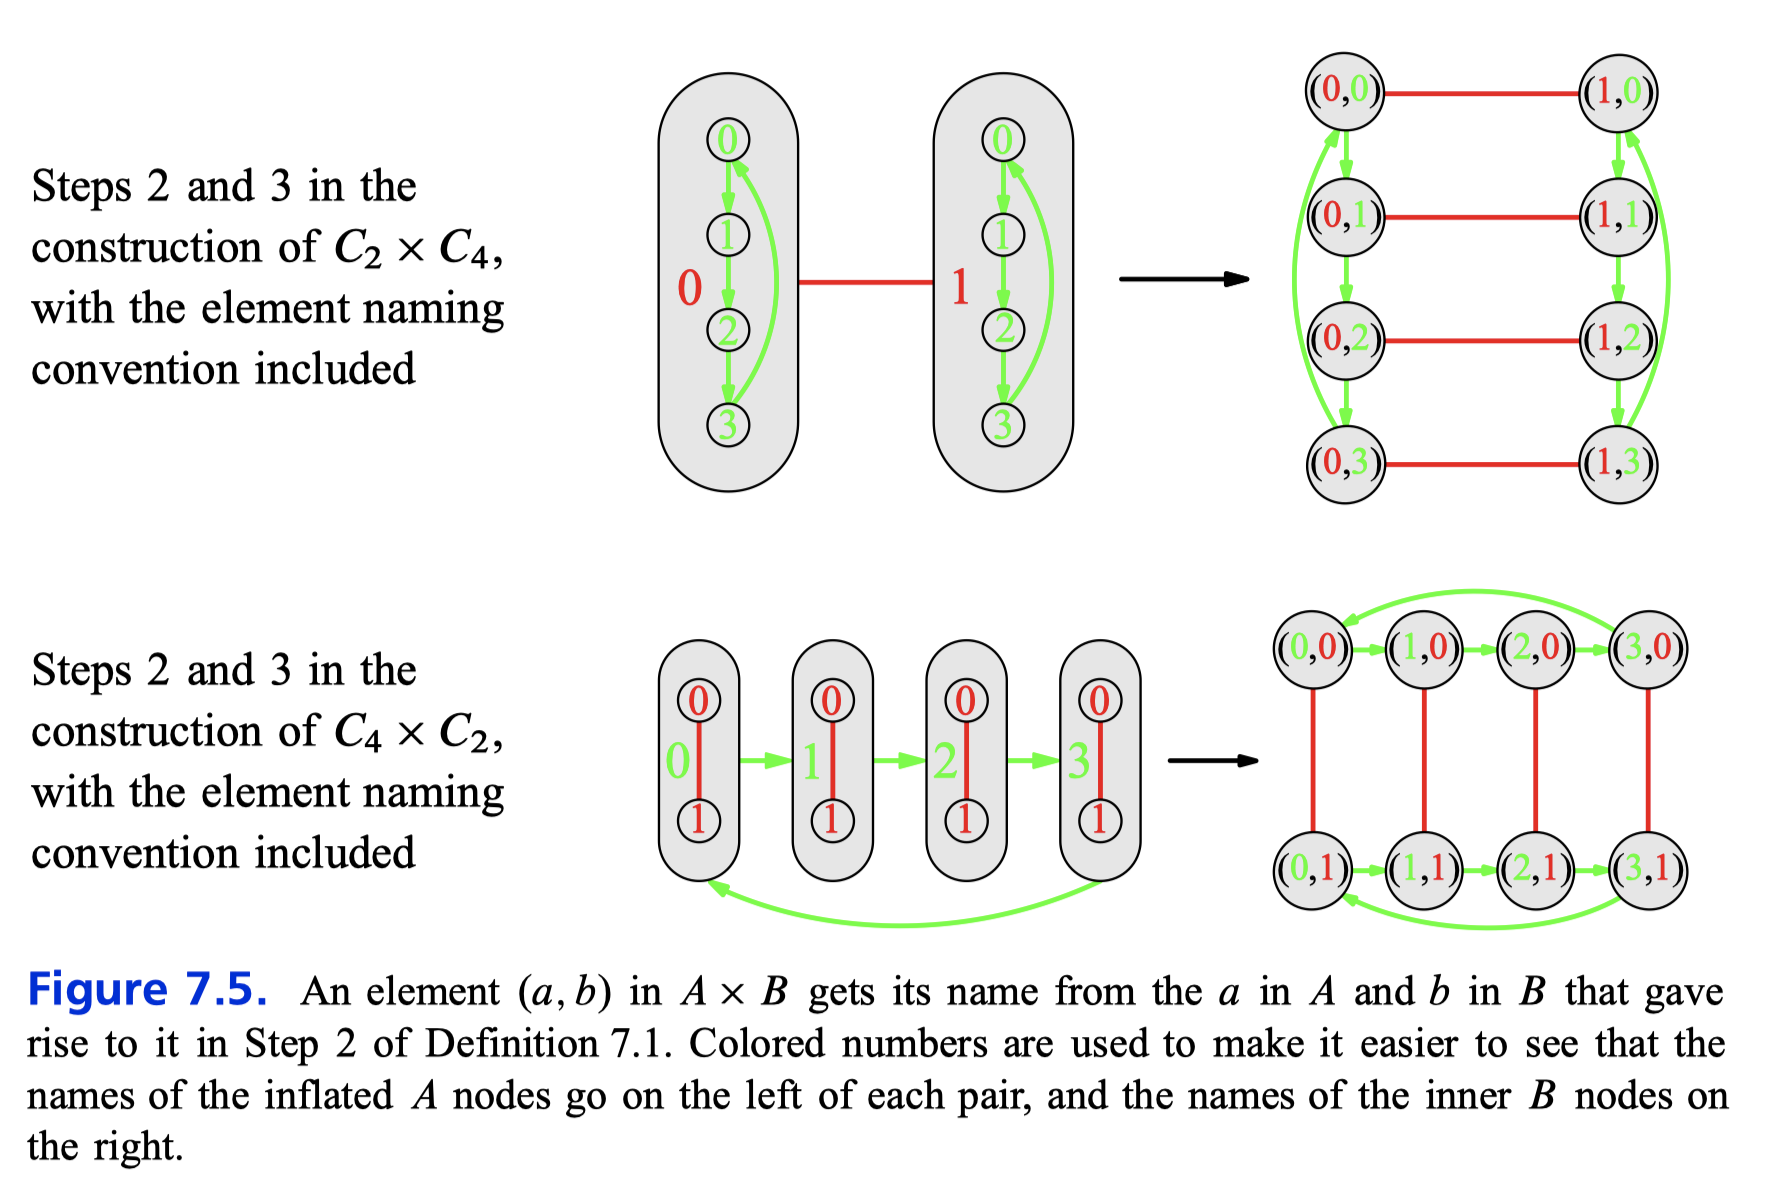 Steps 2 and 3 in the
construction of C₂ × C₄,
with the element naming
convention included
0 0
1 1
0 1
2 2
3 3
(0,0) (1,0)
(0,1) (1,1)
(0,2) (1,2)
(0,3) (1,3)
Steps 2 and 3 in the
construction of C₄ × C₂,
with the element naming
convention included
0 0 0 0
0 1 2 3
1 1 1 1
(0,0) (1,0) (2,0) (3,0)
(0,1) (1,1) (2,1) (3,1)
Figure 7.5. An element (a, b) in A × B gets its name from the a in A and b in B that gave
rise to it in Step 2 of Definition 7.1. Colored numbers are used to make it easier to see that the
names of the inflated A nodes go on the left of each pair, and the names of the inner B nodes on
the right.